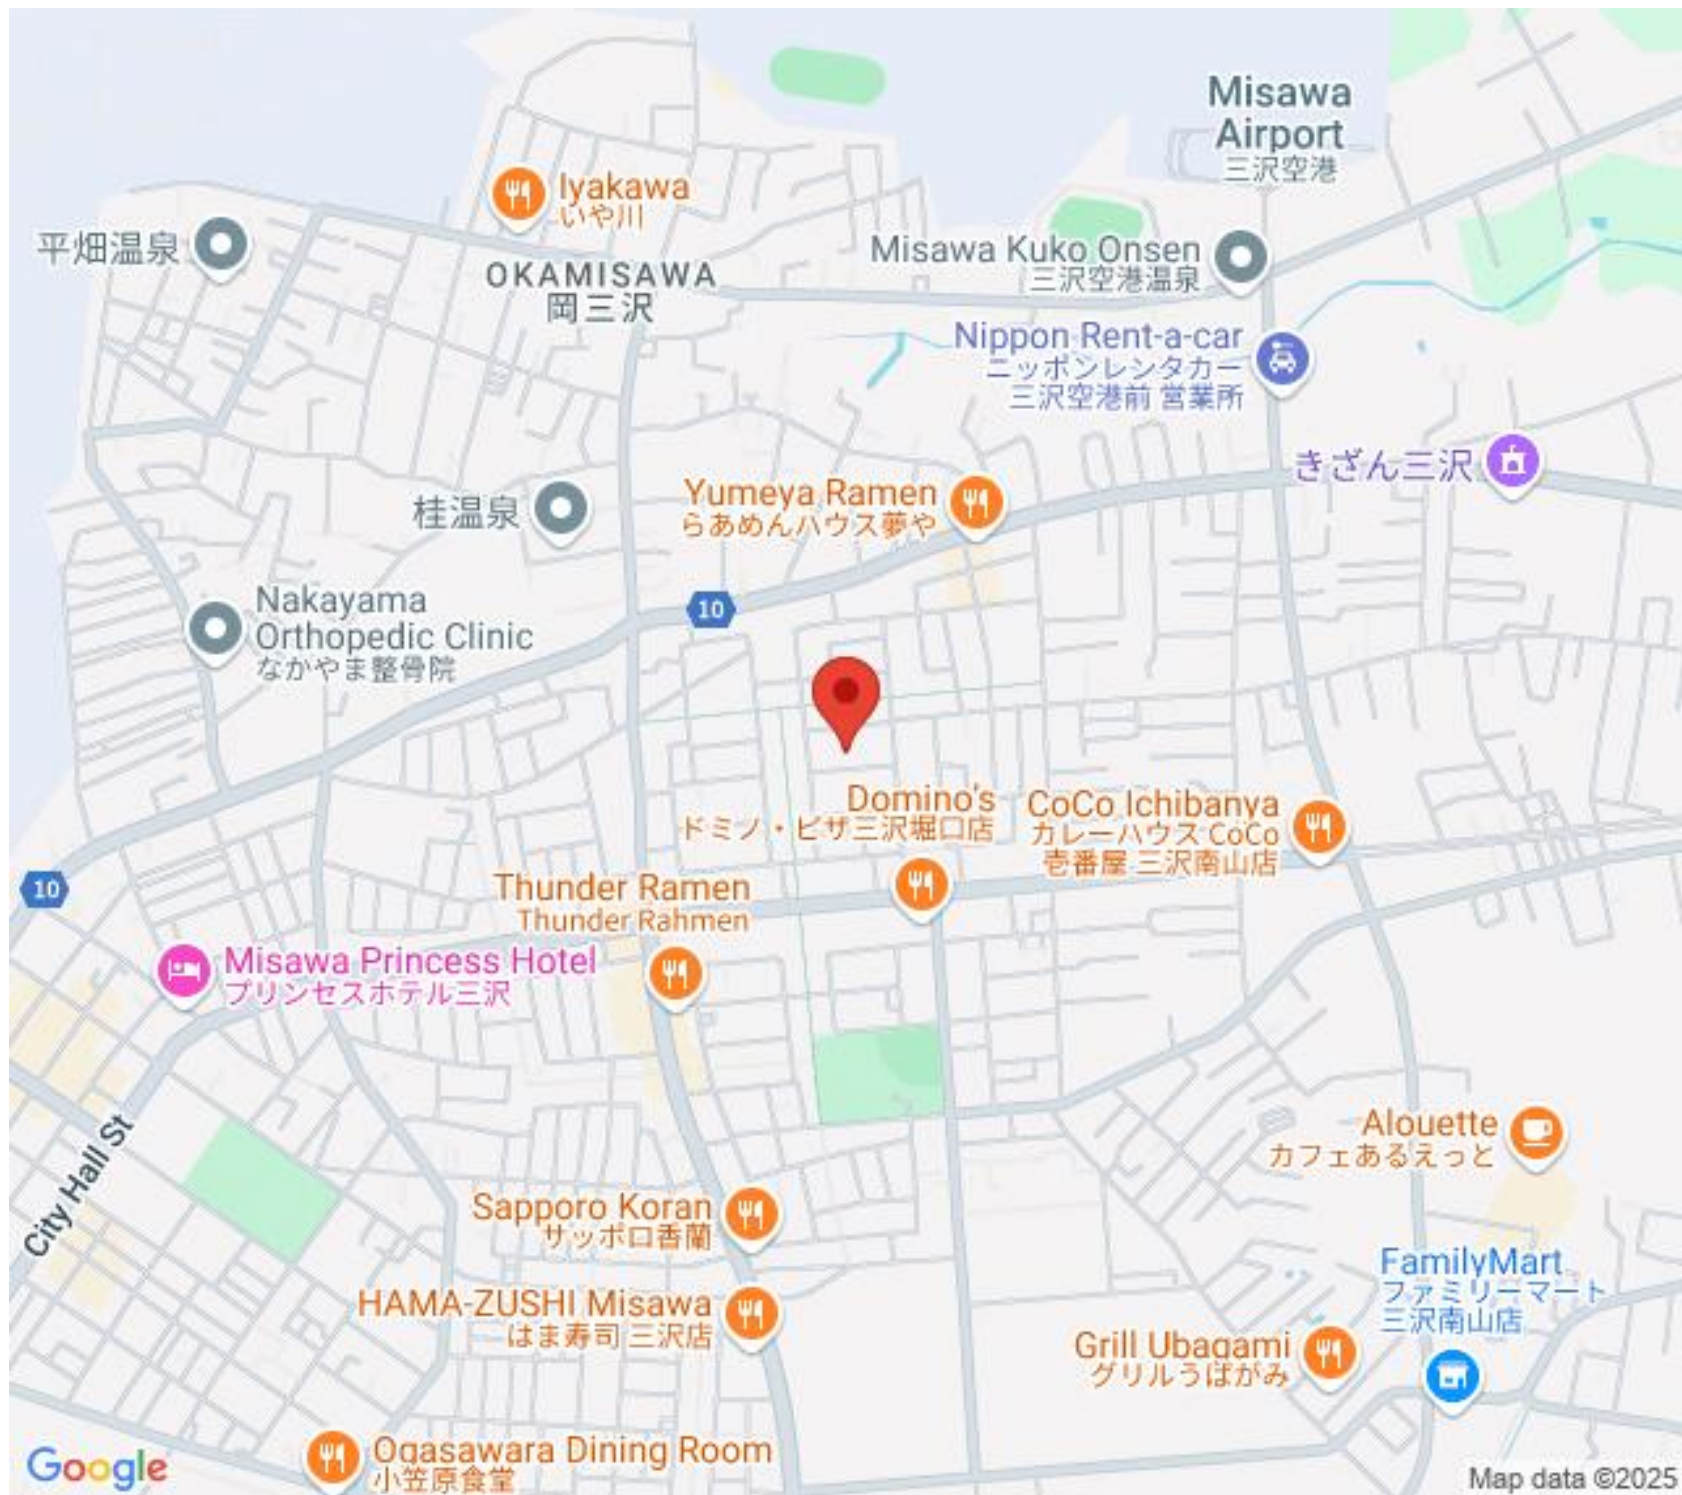 Misawa
Airport
三沢空港
Iyakawa
いや川
平畑温泉
Misawa Kuko Onsen
三沢空港温泉
OKAMISAWA
岡三沢
Nippon Rent-a-car
ニッポンレンタカー
三沢空港前 営業所
きざん三沢
Yumeya Ramen
らあめんハウス夢や
桂温泉
10
Nakayama
Orthopedic Clinic
なかやま整骨院
Domino's
ドミノ・ピザ三沢堀口店
CoCo Ichibanya
カレーハウス CoCo
壱番屋 三沢南山店
10
Thunder Ramen
Thunder Rahmen
Misawa Princess Hotel
プリンセスホテル三沢
City Hall St
Alouette
カフェあるえっと
Sapporo Koran
サッポロ香蘭
FamilyMart
ファミリーマート
三沢南山店
HAMA-ZUSHI Misawa
はま寿司 三沢店
Grill Ubagami
グリルうばがみ
Ogasawara Dining Room
小笠原食堂
Google
Map data ©2025